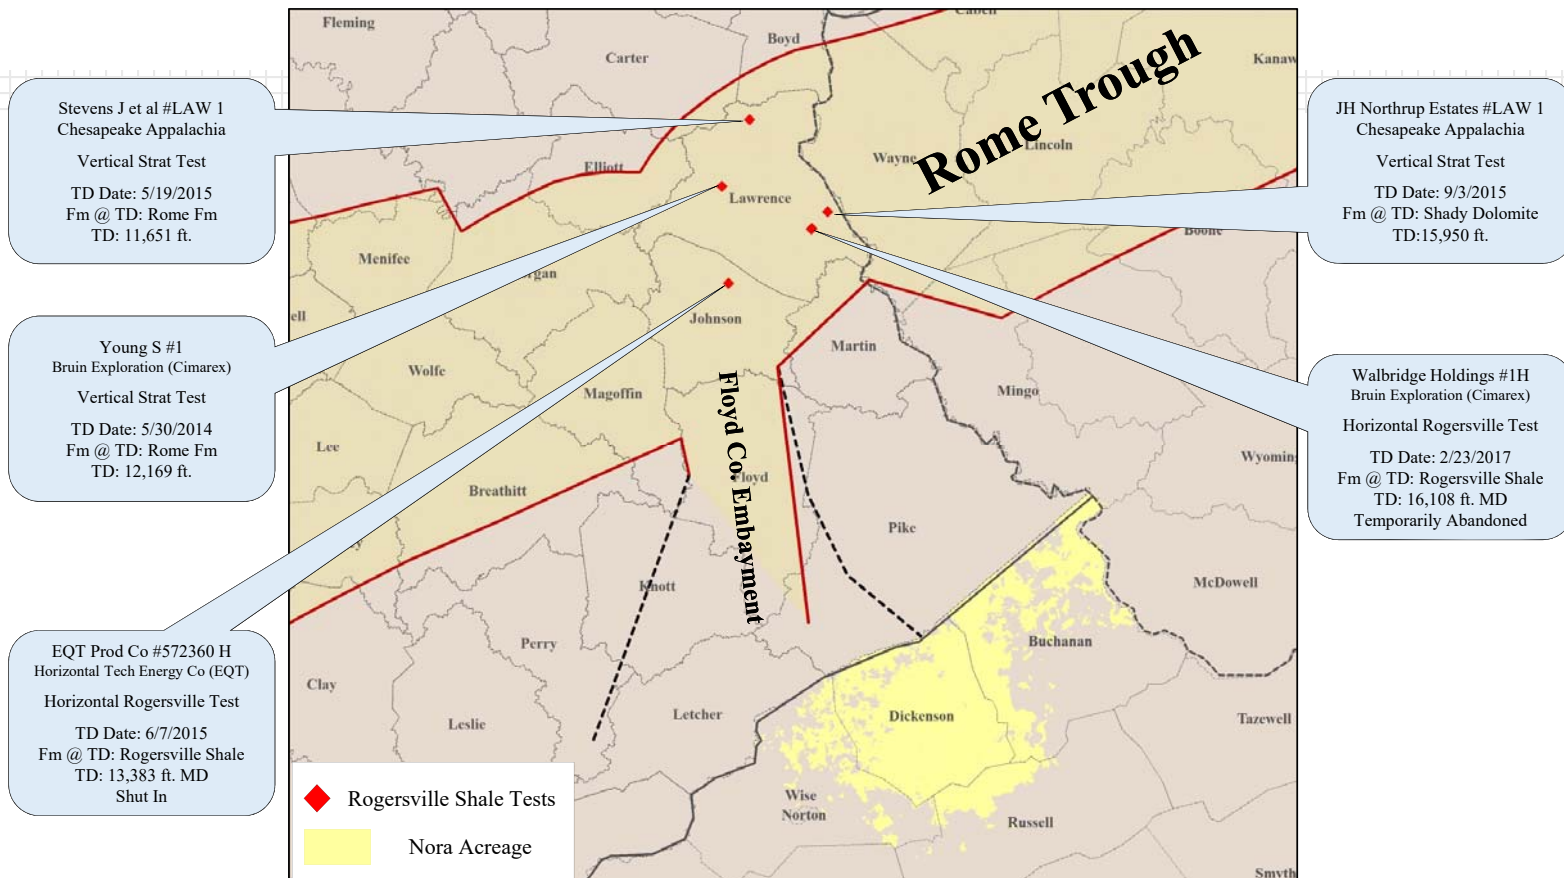 Stevens J et al #LAW 1
Chesapeake Appalachia
Vertical Strat Test
TD Date: 5/19/2015
Fm @ TD: Rome Fm
TD: 11,651 ft.
Young S #1
Bruin Exploration (Cimarex)
Vertical Strat Test
TD Date: 5/30/2014
Fm @ TD: Rome Fm
TD: 12,169 ft.
EQT Prod Co #572360 H
Horizontal Tech Energy Co (EQT)
Horizontal Rogersville Test
TD Date: 6/7/2015
Fm @ TD: Rogersville Shale
TD: 13,383 ft. MD
Shut In
Fleming
Carter
Boyd
Cabell
Kanaw
Rome Trough
Elliott
Wayne
Lincoln
Lawrence
Boone
Menifee
rgan
ell
Johnson
Martin
Wolfe
Magoffin
Mingo
Lee
Floyd Co. Embayment
Floyd
Wyoming
Breathitt
Pike
y
Knott
McDowell
Perry
Buchanan
Clay
Leslie
Letcher
Dickenson
Tazewell
Wise
Norton
Russell
Smyth
Rogersville Shale Tests
Nora Acreage
JH Northrup Estates #LAW 1
Chesapeake Appalachia
Vertical Strat Test
TD Date: 9/3/2015
Fm @ TD: Shady Dolomite
TD:15,950 ft.
Walbridge Holdings #1H
Bruin Exploration (Cimarex)
Horizontal Rogersville Test
TD Date: 2/23/2017
Fm @ TD: Rogersville Shale
TD: 16,108 ft. MD
Temporarily Abandoned